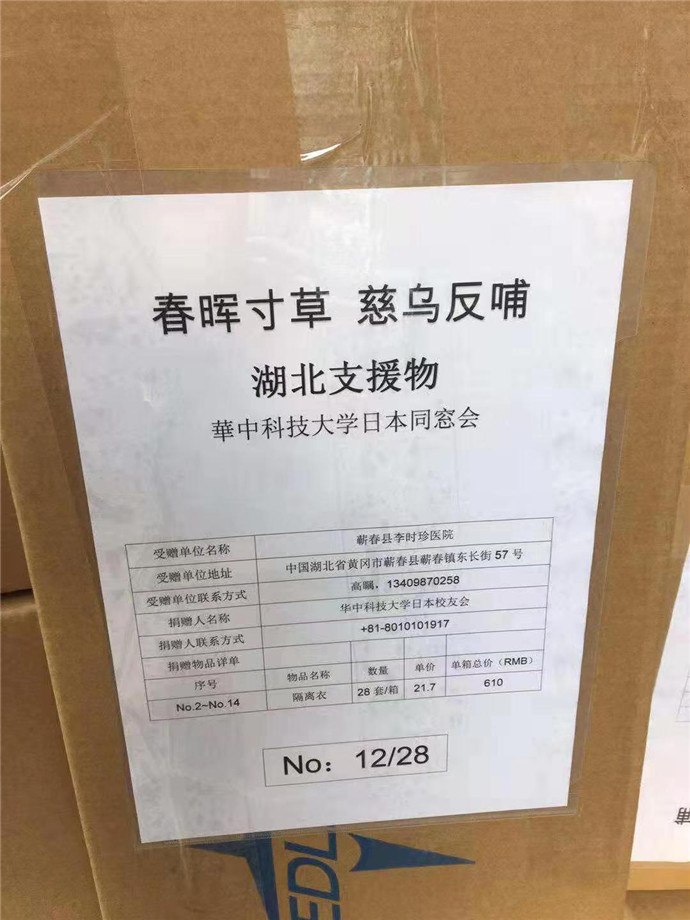 春晖寸草 慈乌反哺
湖北支援物
華中科技大学日本同窓会
受赠单位名称 蕲春县李时珍医院
受赠单位地址 中国湖北省黄冈市蕲春县蕲春镇东长街 57 号
受赠单位联系方式 高瞩，13409870258
捐赠人名称 华中科技大学日本校友会
捐赠人联系方式 +81-8010101917
捐赠物品详单
序号 物品名称 数量 单价 单箱总价（RMB）
No.2~No.14 隔离衣 28 套/箱 21.7 610
No：12/28
EDL
哺